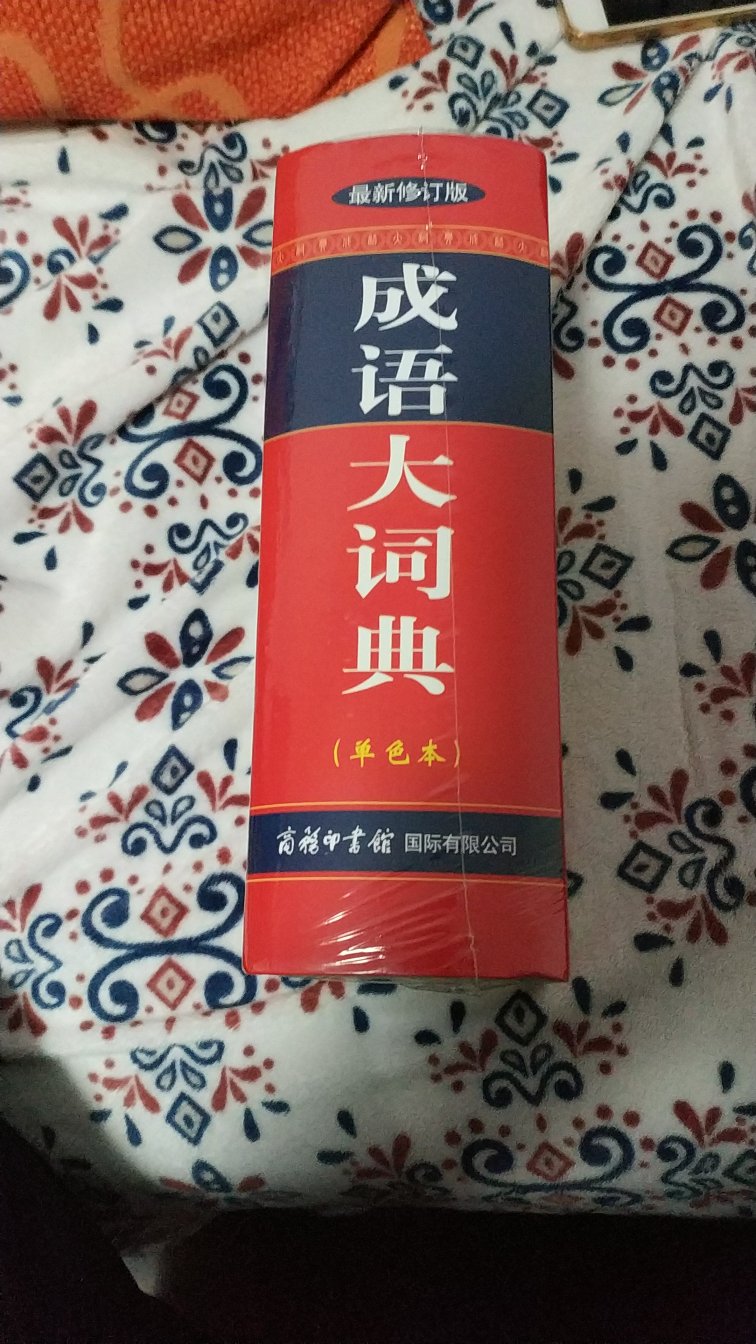 最新修订版
成语大词典
（单色本）
商务印书馆 国际有限公司